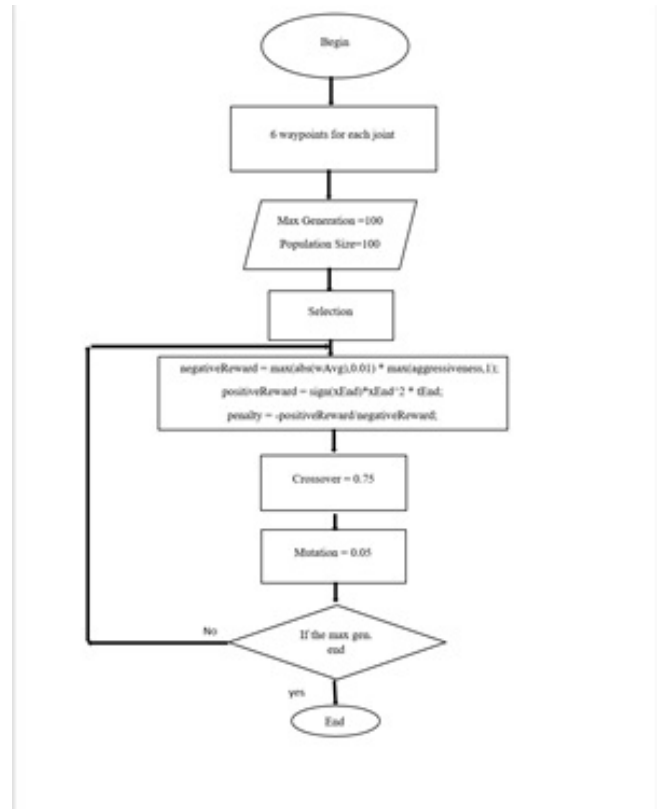 Begin
6 waypoints for each joint
Max Generation =100
Population Size=100
Selection
negativeReward = max(abs(wAvg),0.01) * max(aggressiveness,1);
positiveReward = sign(xEnd)*xEnd^2 * tEnd;
penalty = -positiveReward/negativeReward;
Crossover = 0.75
Mutation = 0.05
No
If the max gen.
end
yes
End